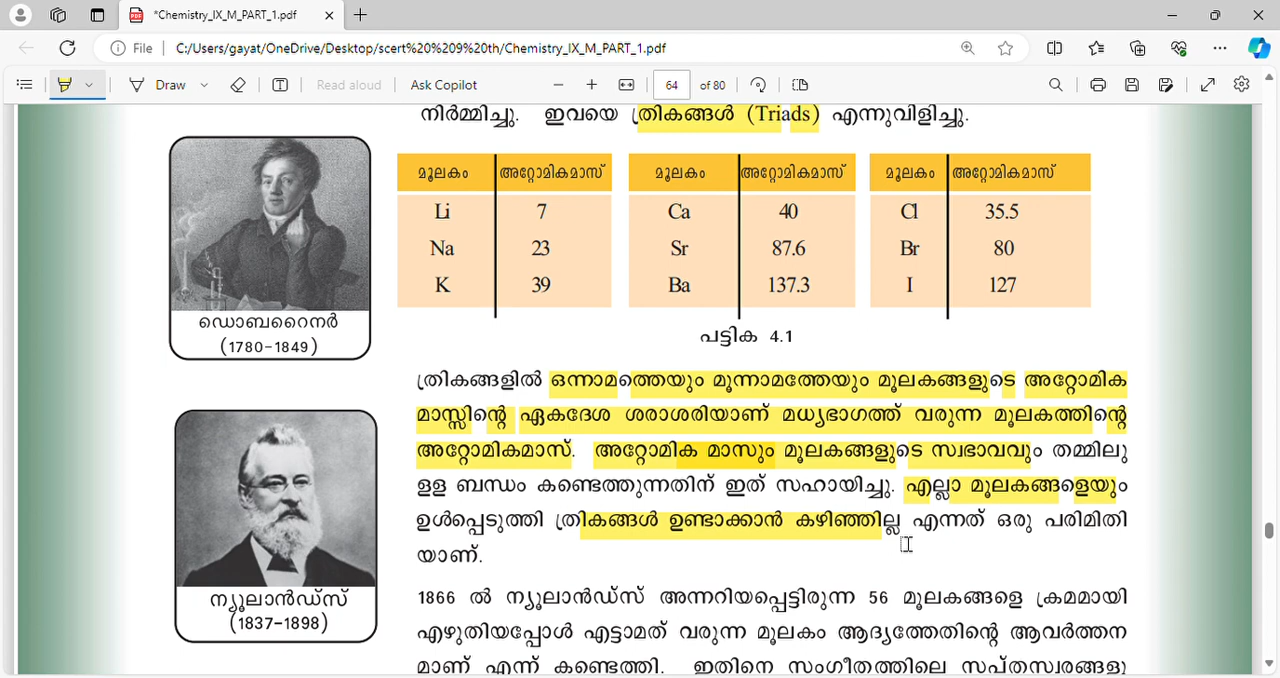 *Chemistry_IX_M_PART_1.pdf
File C:/Users/gayat/OneDrive/Desktop/scert%20%209%20th/Chemistry_IX_M_PART_1.pdf
Draw Read aloud Ask Copilot 64 of 80
നിർമ്മിച്ചു. ഇവയെ ത്രികങ്ങൾ (Triads) എന്നുവിളിച്ചു.
മൂലകം അറ്റോമികമാസ് മൂലകം അറ്റോമികമാസ് മൂലകം അറ്റോമികമാസ്
Li 7 Ca 40 Cl 35.5
Na 23 Sr 87.6 Br 80
K 39 Ba 137.3 I 127
ഡൊബറൈനർ
(1780-1849)
പട്ടിക 4.1
ത്രികങ്ങളിൽ ഒന്നാമത്തെയും മൂന്നാമത്തേയും മൂലകങ്ങളുടെ അറ്റോമിക
മാസ്സിന്റെ ഏകദേശ ശരാശരിയാണ് മധ്യഭാഗത്ത് വരുന്ന മൂലകത്തിന്റെ
അറ്റോമികമാസ്. അറ്റോമിക മാസും മൂലകങ്ങളുടെ സ്വഭാവവും തമ്മിലു
ള്ള ബന്ധം കണ്ടെത്തുന്നതിന് ഇത് സഹായിച്ചു. എല്ലാ മൂലകങ്ങളെയും
ഉൾപ്പെടുത്തി ത്രികങ്ങൾ ഉണ്ടാക്കാൻ കഴിഞ്ഞില്ല എന്നത് ഒരു പരിമിതി
യാണ്.
ന്യൂലാൻഡ്സ്
(1837-1898)
1866 ൽ ന്യൂലാൻഡ്സ് അന്നറിയപ്പെട്ടിരുന്ന 56 മൂലകങ്ങളെ ക്രമമായി
എഴുതിയപ്പോൾ എട്ടാമത് വരുന്ന മൂലകം ആദ്യത്തേതിന്റെ ആവർത്തന
മാണ് എന്ന് കണ്ടെത്തി. ഇതിനെ സംഗീതത്തിലെ സപ്തസ്വരങ്ങളു